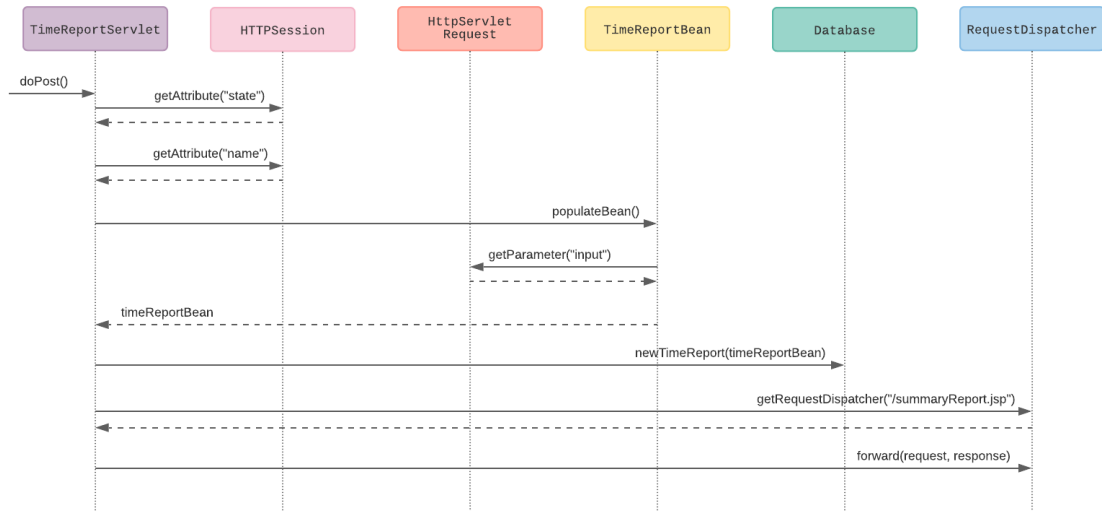 TimeReportServlet
HTTPSession
HttpServlet
Request
TimeReportBean
Database
RequestDispatcher
doPost()
getAttribute("state")
getAttribute("name")
populateBean()
getParameter("input")
timeReportBean
newTimeReport(timeReportBean)
getRequestDispatcher("/summaryReport.jsp")
forward(request, response)